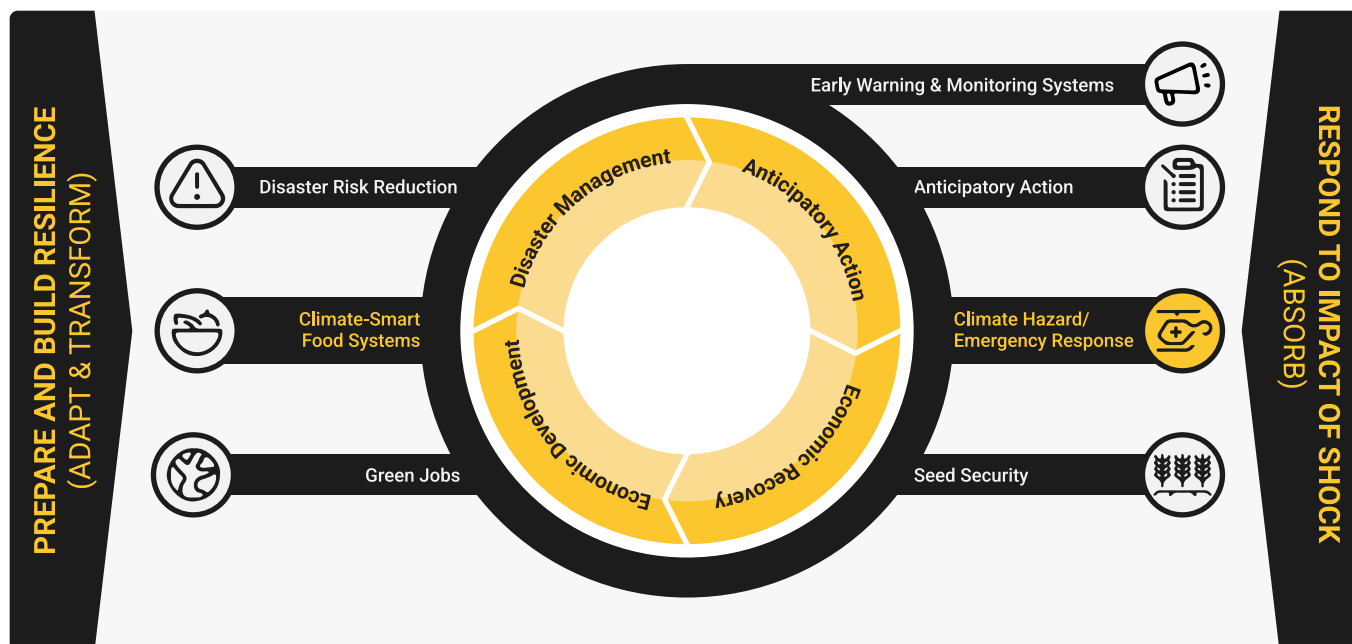 PREPARE AND BUILD RESILIENCE
(ADAPT & TRANSFORM)
Disaster Risk Reduction
Climate-Smart
Food Systems
Green Jobs
Disaster Management
Anticipatory Action
Economic Recovery
Economic Development
Early Warning & Monitoring Systems
Anticipatory Action
Climate Hazard/
Emergency Response
Seed Security
RESPOND TO IMPACT OF SHOCK
(ABSORB)